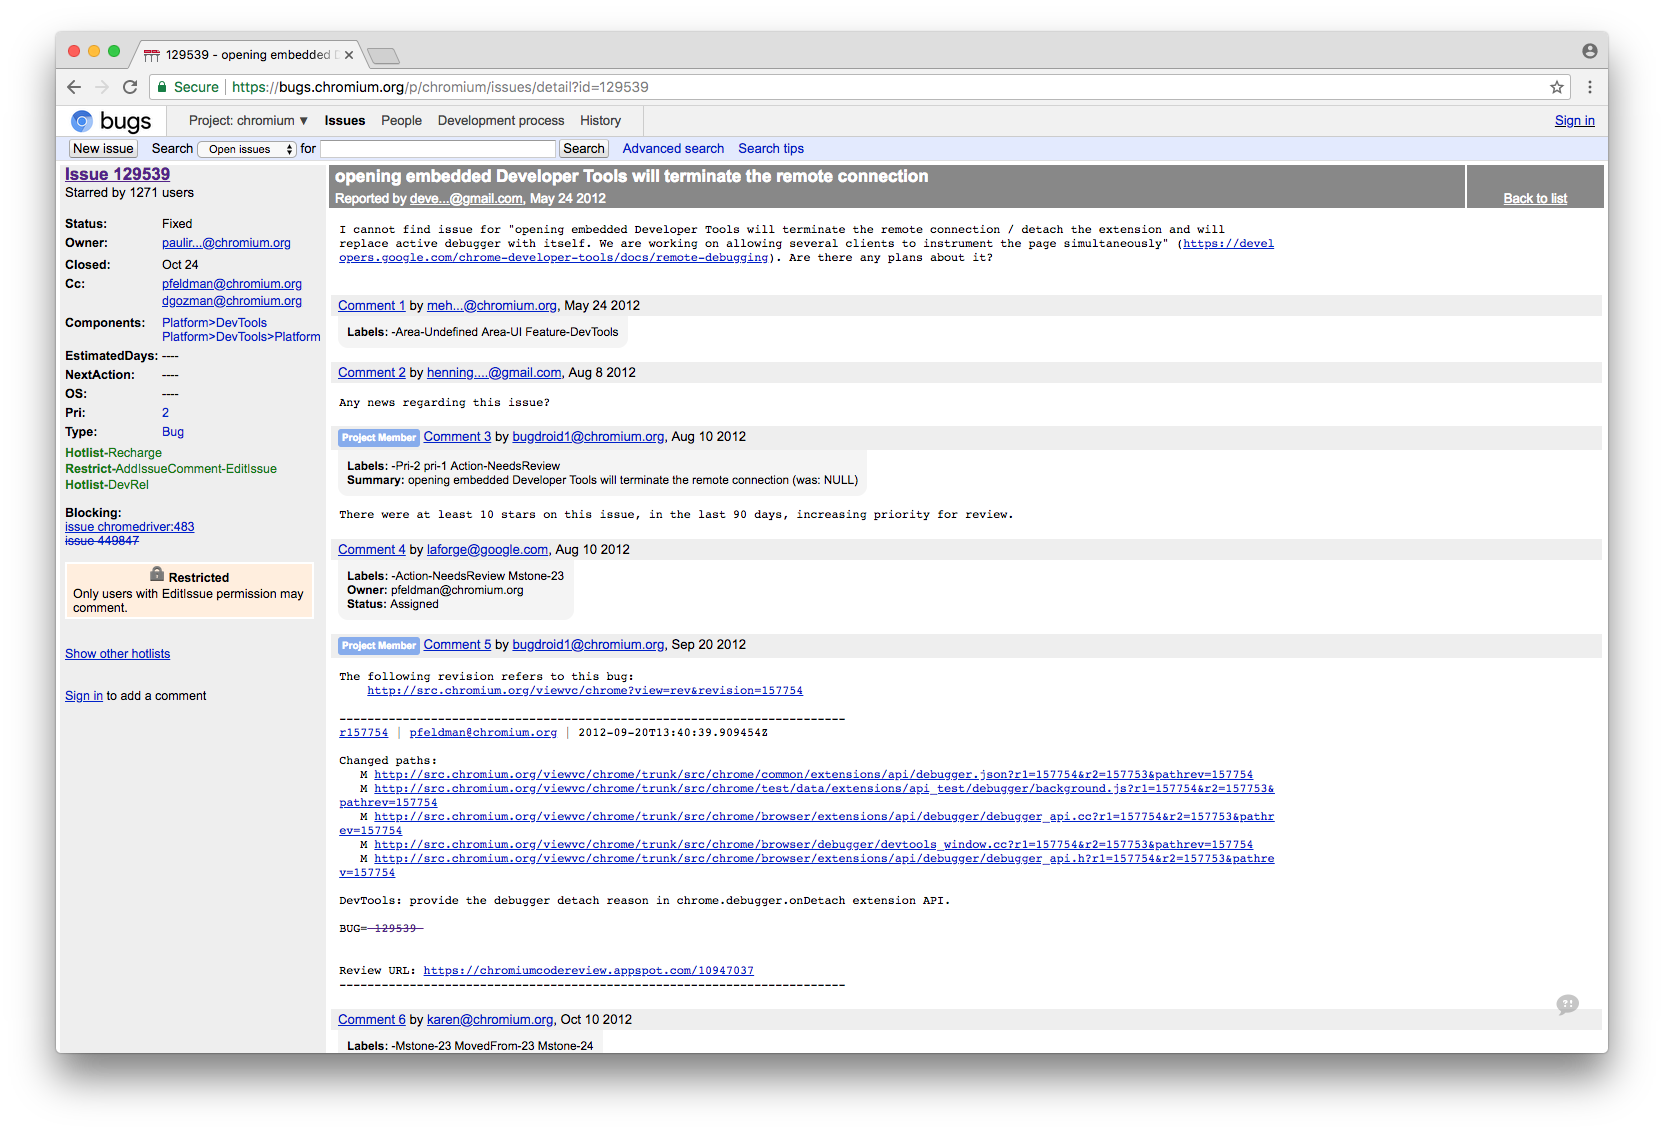 129539 - opening embedded D
Secure https://bugs.chromium.org/p/chromium/issues/detail?id=129539
bugs Project: chromium ▼ Issues People Development process History Sign in
New issue Search Open issues for Search Advanced search Search tips
Issue 129539
Starred by 1271 users
Status: Fixed
Owner: paulir...@chromium.org
Closed: Oct 24
Cc: pfeldman@chromium.org
dgozman@chromium.org
Components: Platform>DevTools
Platform>DevTools>Platform
EstimatedDays: ----
NextAction: ----
OS: ----
Pri: 2
Type: Bug
Hotlist-Recharge
Restrict-AddIssueComment-EditIssue
Hotlist-DevRel
Blocking:
issue chromedriver:483
issue 449847
Restricted
Only users with EditIssue permission may
comment.
Show other hotlists
Sign in to add a comment
opening embedded Developer Tools will terminate the remote connection
Reported by deve...@gmail.com, May 24 2012 Back to list
I cannot find issue for "opening embedded Developer Tools will terminate the remote connection / detach the extension and will
replace active debugger with itself. We are working on allowing several clients to instrument the page simultaneously" (https://devel
opers.google.com/chrome-developer-tools/docs/remote-debugging). Are there any plans about it?
Comment 1 by meh...@chromium.org, May 24 2012
Labels: -Area-Undefined Area-UI Feature-DevTools
Comment 2 by henning....@gmail.com, Aug 8 2012
Any news regarding this issue?
Project Member Comment 3 by bugdroid1@chromium.org, Aug 10 2012
Labels: -Pri-2 pri-1 Action-NeedsReview
Summary: opening embedded Developer Tools will terminate the remote connection (was: NULL)
There were at least 10 stars on this issue, in the last 90 days, increasing priority for review.
Comment 4 by laforge@google.com, Aug 10 2012
Labels: -Action-NeedsReview Mstone-23
Owner: pfeldman@chromium.org
Status: Assigned
Project Member Comment 5 by bugdroid1@chromium.org, Sep 20 2012
The following revision refers to this bug:
http://src.chromium.org/viewvc/chrome?view=rev&revision=157754
------------------------------------------------------------------------
r157754 | pfeldman@chromium.org | 2012-09-20T13:40:39.909454Z
Changed paths:
M http://src.chromium.org/viewvc/chrome/trunk/src/chrome/common/extensions/api/debugger.json?r1=157754&r2=157753&pathrev=157754
M http://src.chromium.org/viewvc/chrome/trunk/src/chrome/test/data/extensions/api_test/debugger/background.js?r1=157754&r2=157753&
pathrev=157754
M http://src.chromium.org/viewvc/chrome/trunk/src/chrome/browser/extensions/api/debugger/debugger_api.cc?r1=157754&r2=157753&pathr
ev=157754
M http://src.chromium.org/viewvc/chrome/trunk/src/chrome/browser/debugger/devtools_window.cc?r1=157754&r2=157753&pathrev=157754
M http://src.chromium.org/viewvc/chrome/trunk/src/chrome/browser/extensions/api/debugger/debugger_api.h?r1=157754&r2=157753&pathre
v=157754
DevTools: provide the debugger detach reason in chrome.debugger.onDetach extension API.
BUG= 129539
Review URL: https://chromiumcodereview.appspot.com/10947037
------------------------------------------------------------------------
Comment 6 by karen@chromium.org, Oct 10 2012
Labels: -Mstone-23 MovedFrom-23 Mstone-24